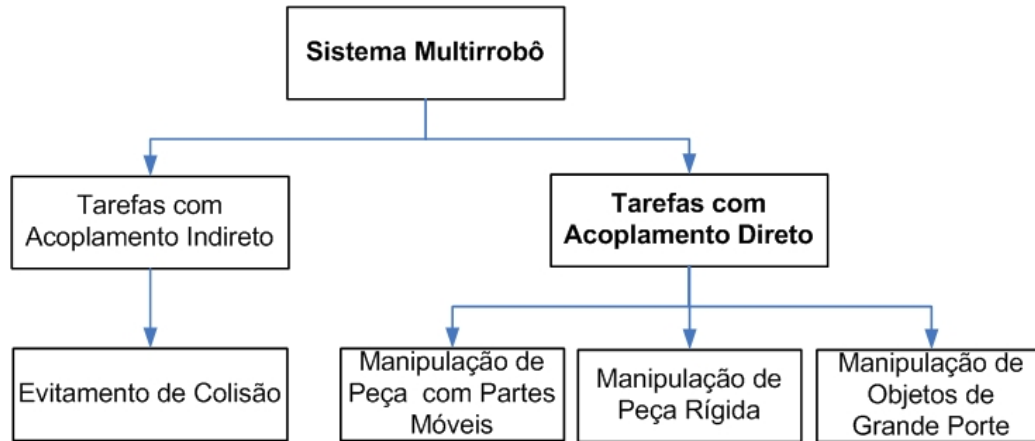 Sistema Multirrobô
Tarefas com
Acoplamento Indireto
Tarefas com
Acoplamento Direto
Evitamento de Colisão
Manipulação de
Peça com Partes
Móveis
Manipulação de
Peça Rígida
Manipulação de
Objetos de
Grande Porte